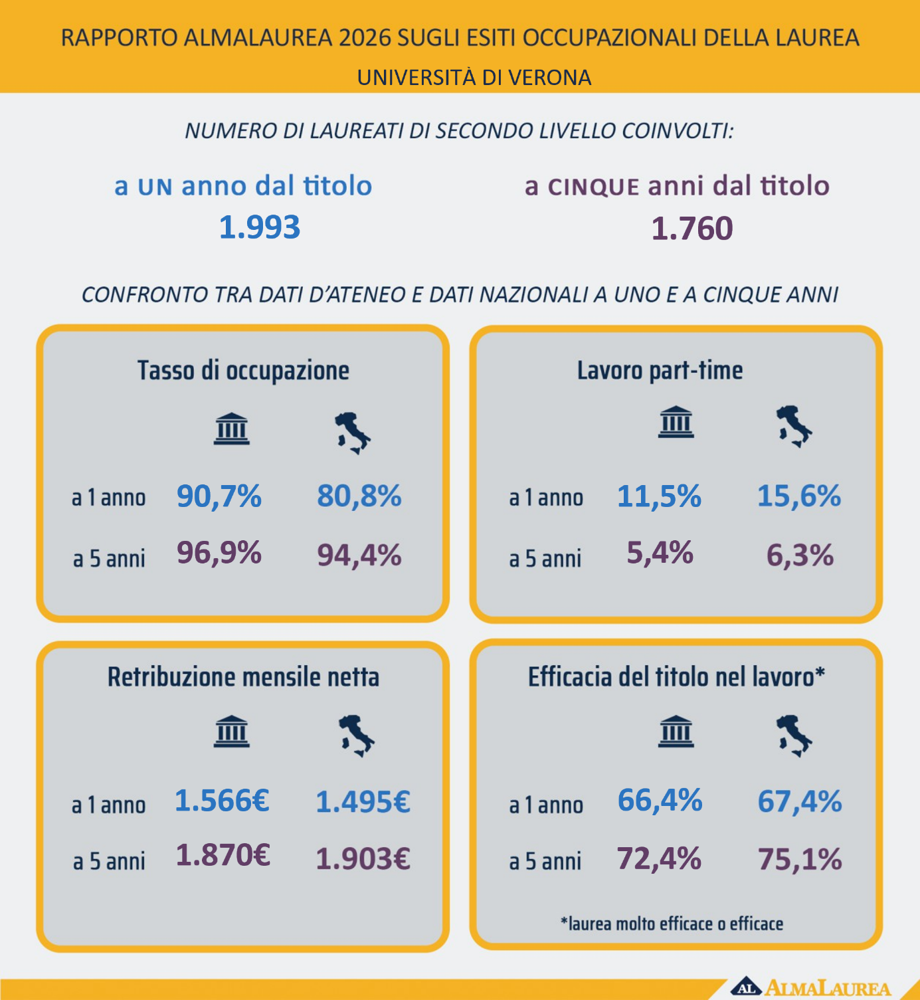 RAPPORTO ALMALAUREA 2026 SUGLI ESITI OCCUPAZIONALI DELLA LAUREA
UNIVERSITÀ DI VERONA
NUMERO DI LAUREATI DI SECONDO LIVELLO COINVOLTI:
a UN anno dal titolo
1.993
a CINQUE anni dal titolo
1.760
CONFRONTO TRA DATI D'ATENEO E DATI NAZIONALI A UNO E A CINQUE ANNI
Tasso di occupazione
a 1 anno 90,7% 80,8%
a 5 anni 96,9% 94,4%
Lavoro part-time
a 1 anno 11,5% 15,6%
a 5 anni 5,4% 6,3%
Retribuzione mensile netta
a 1 anno 1.566€ 1.495€
a 5 anni 1.870€ 1.903€
Efficacia del titolo nel lavoro*
a 1 anno 66,4% 67,4%
a 5 anni 72,4% 75,1%
*laurea molto efficace o efficace
AL ALMALAUREA